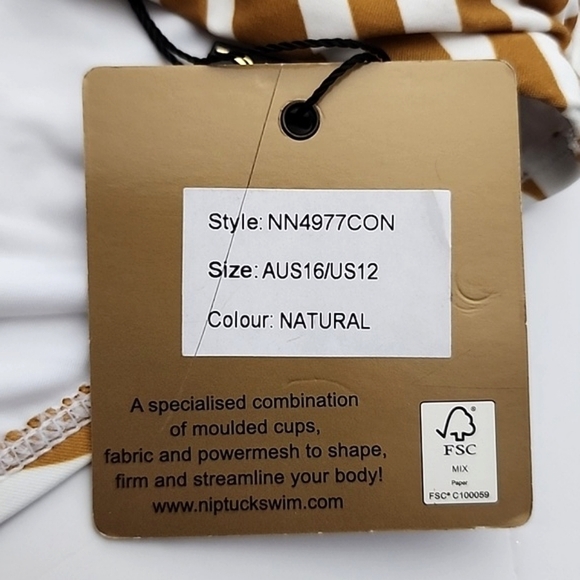 Style: NN4977CON
Size: AUS16/US12
Colour: NATURAL
A specialised combination
of moulded cups,
fabric and powermesh to shape,
firm and streamline your body!
www.niptuckswim.com
FSC
MIX
Paper
FSC® C100059